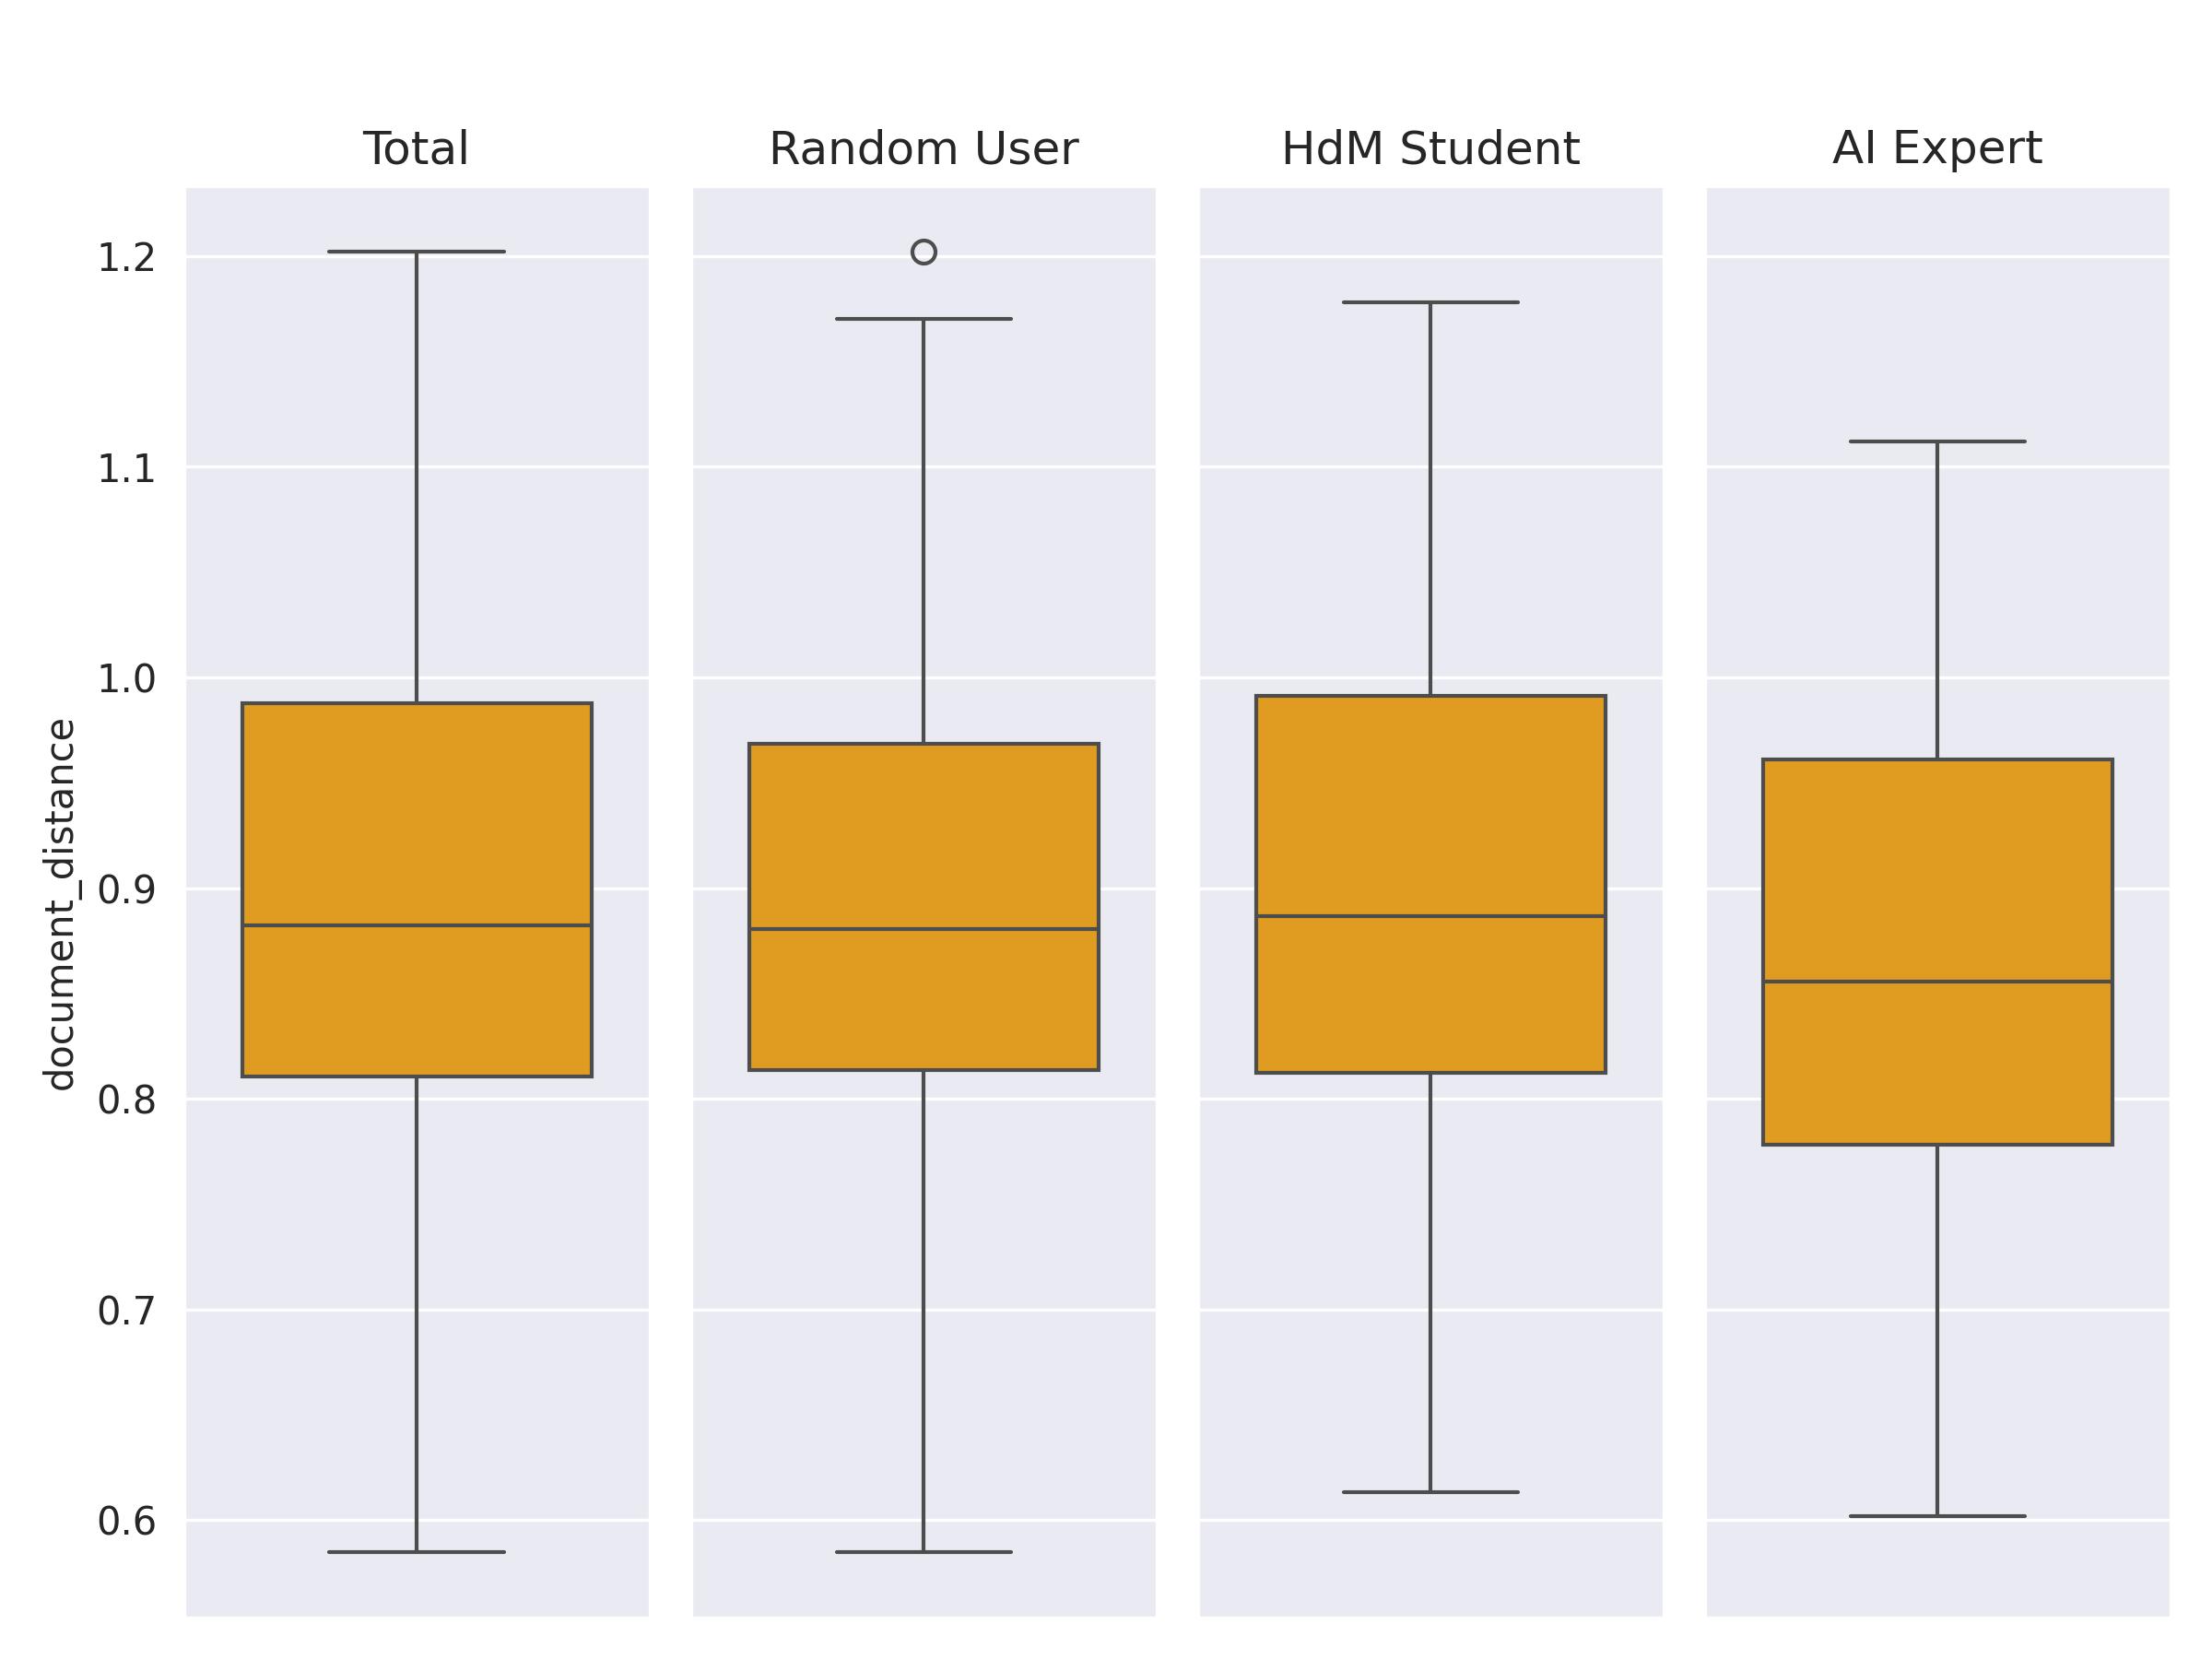 Total
Random User
HdM Student
AI Expert
document_distance
1.2
1.1
1.0
0.9
0.8
0.7
0.6